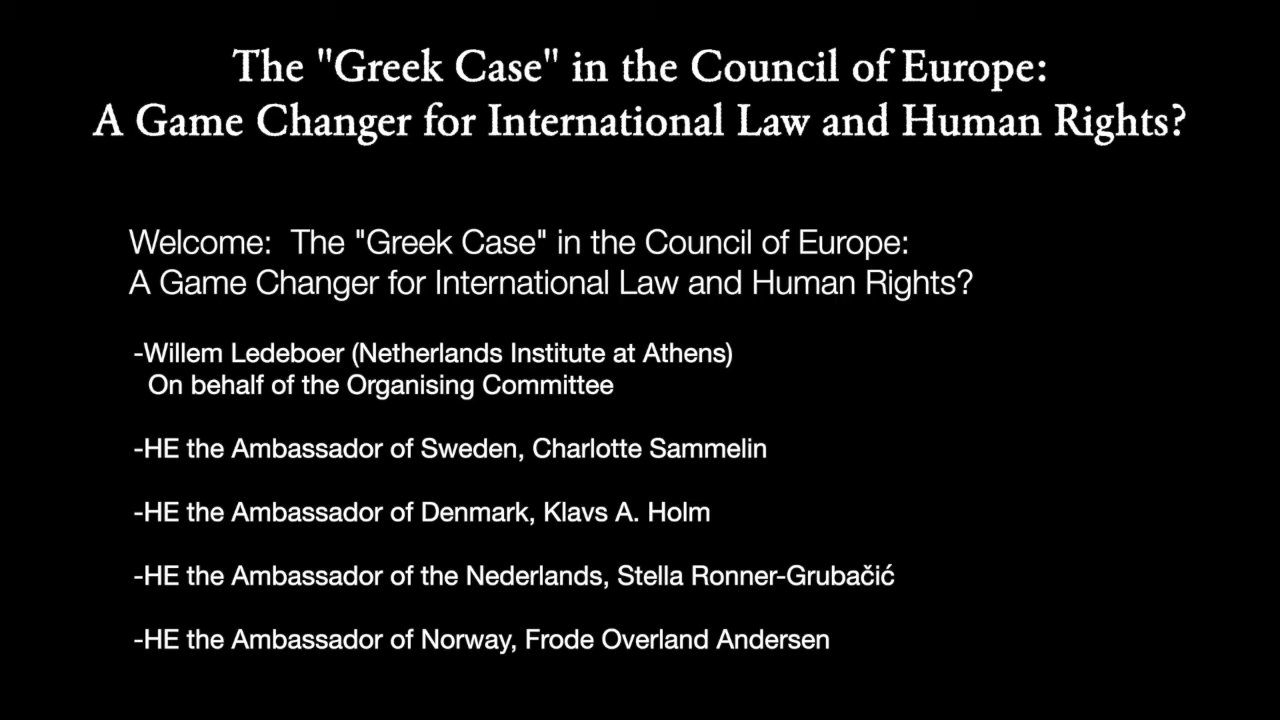 The "Greek Case" in the Council of Europe:
A Game Changer for International Law and Human Rights?
Welcome: The "Greek Case" in the Council of Europe:
A Game Changer for International Law and Human Rights?
-Willem Ledeboer (Netherlands Institute at Athens)
On behalf of the Organising Committee
-HE the Ambassador of Sweden, Charlotte Sammelin
-HE the Ambassador of Denmark, Klavs A. Holm
-HE the Ambassador of the Nederlands, Stella Ronner-Grubačić
-HE the Ambassador of Norway, Frode Overland Andersen